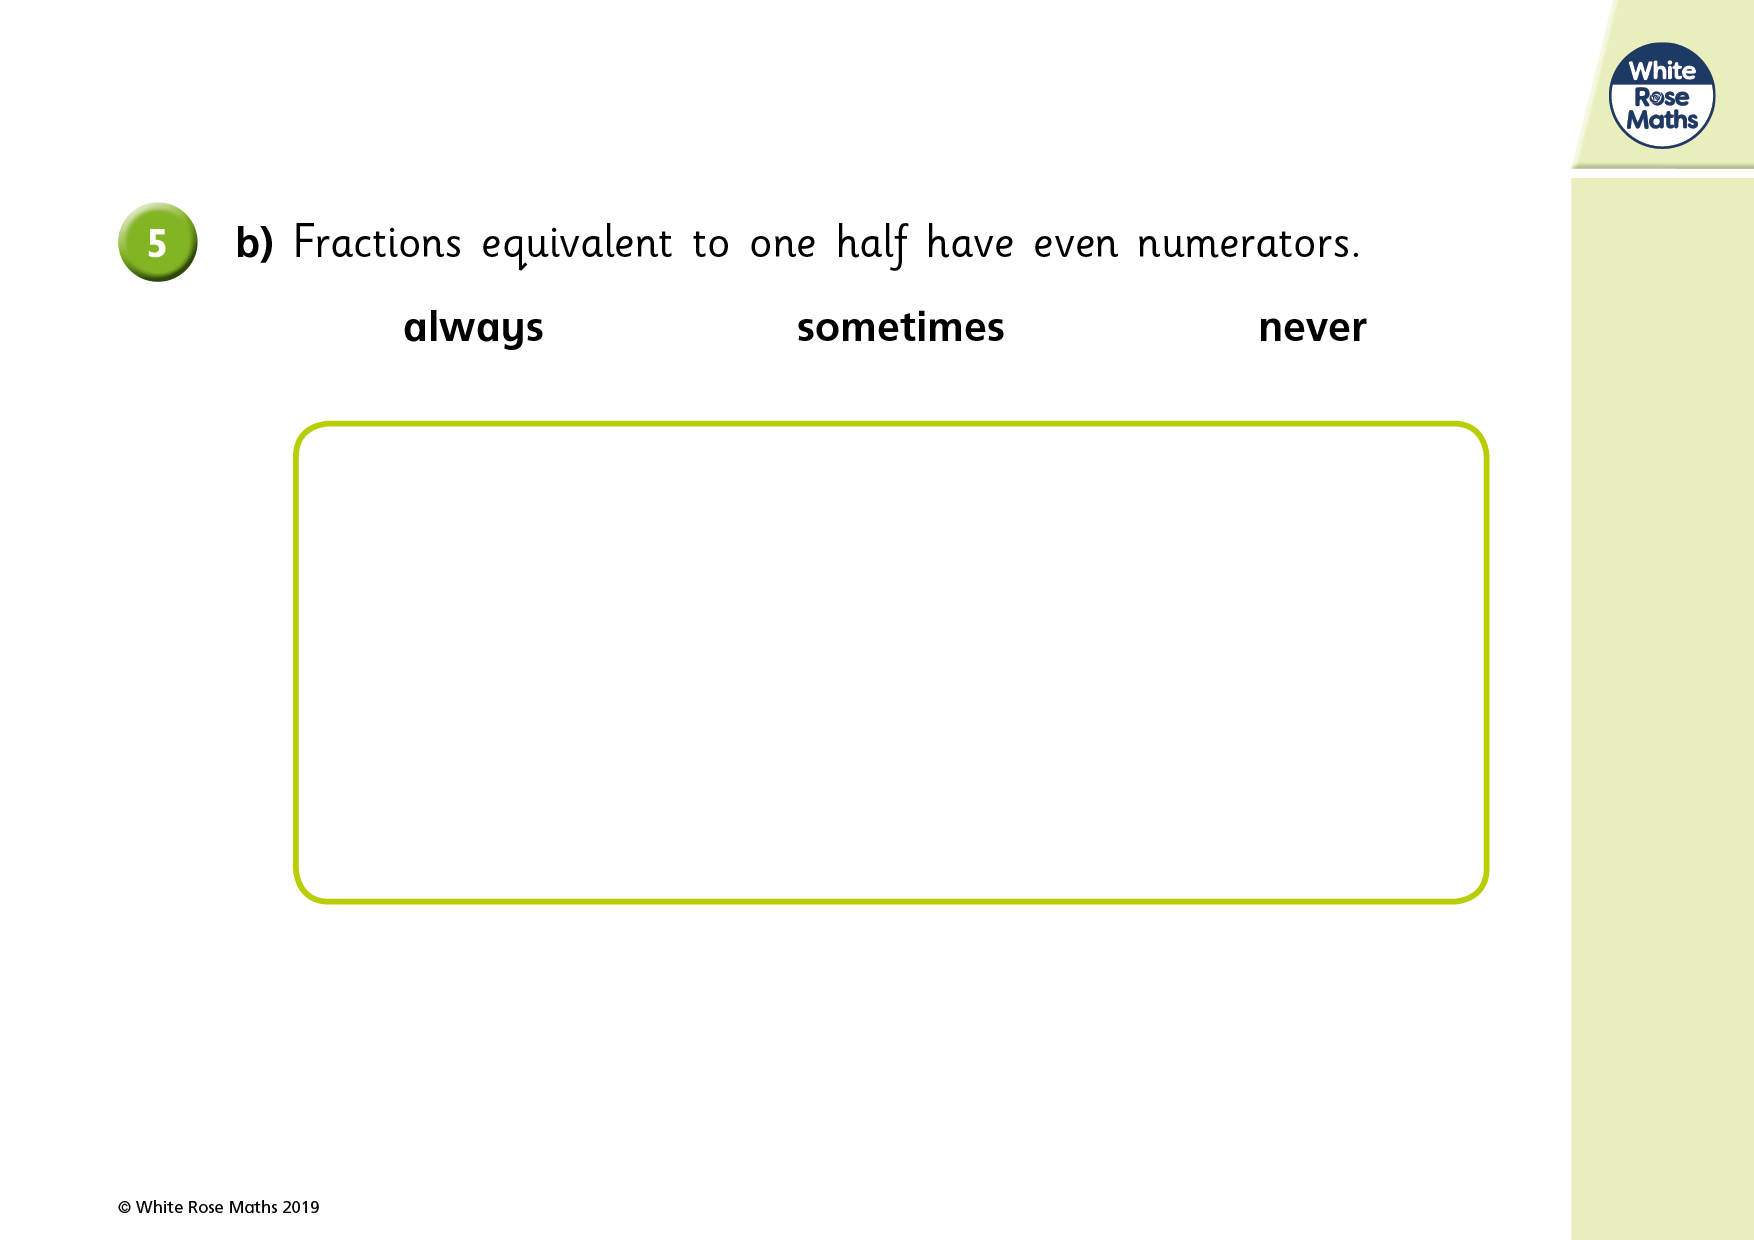 White
Rose
Maths
5 b) Fractions equivalent to one half have even numerators.
always sometimes never
© White Rose Maths 2019